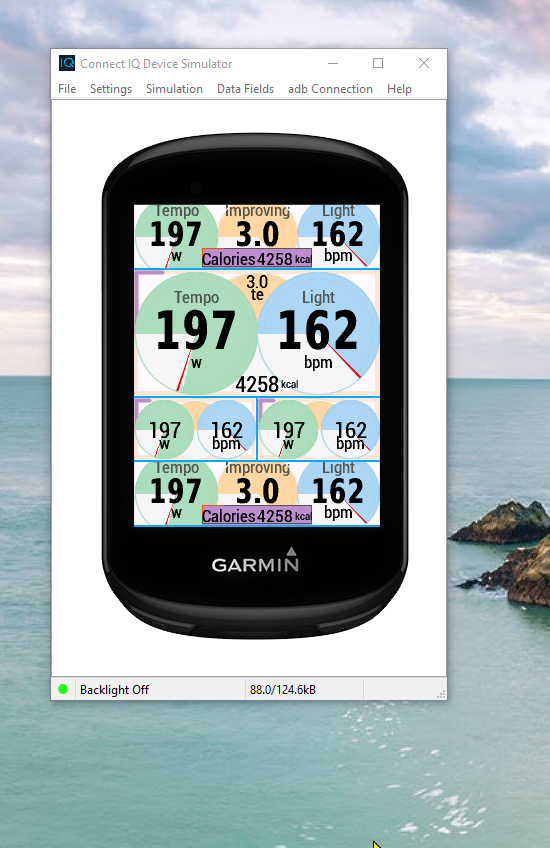 IQ Connect IQ Device Simulator
File Settings Simulation Data Fields adb Connection Help
Tempo Improving Light
197 3.0 162
w Calories 4258 kcal bpm
3.0
te
Tempo Light
197 162
w bpm
4258 kcal
197 162 197 162
w bpm w bpm
Tempo Improving Light
197 3.0 162
w Calories 4258 kcal bpm
GARMIN
Backlight Off 88.0/124.6kB